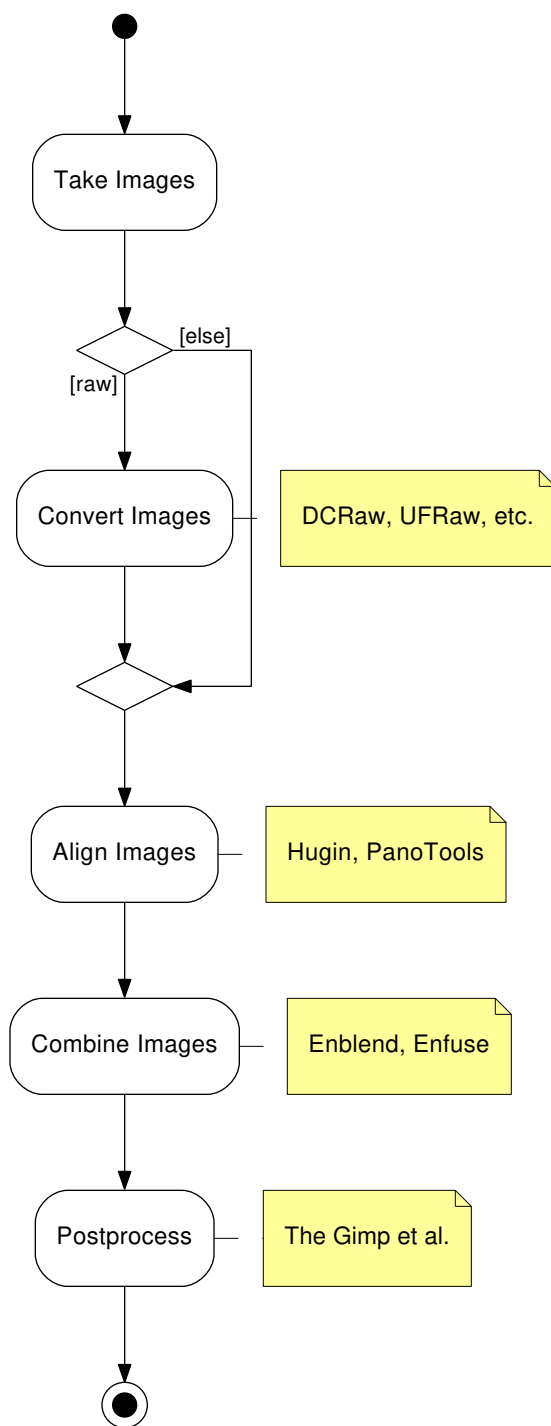 Take Images
[else]
[raw]
Convert Images
DCRaw, UFRaw, etc.
Align Images
Hugin, PanoTools
Combine Images
Enblend, Enfuse
Postprocess
The Gimp et al.